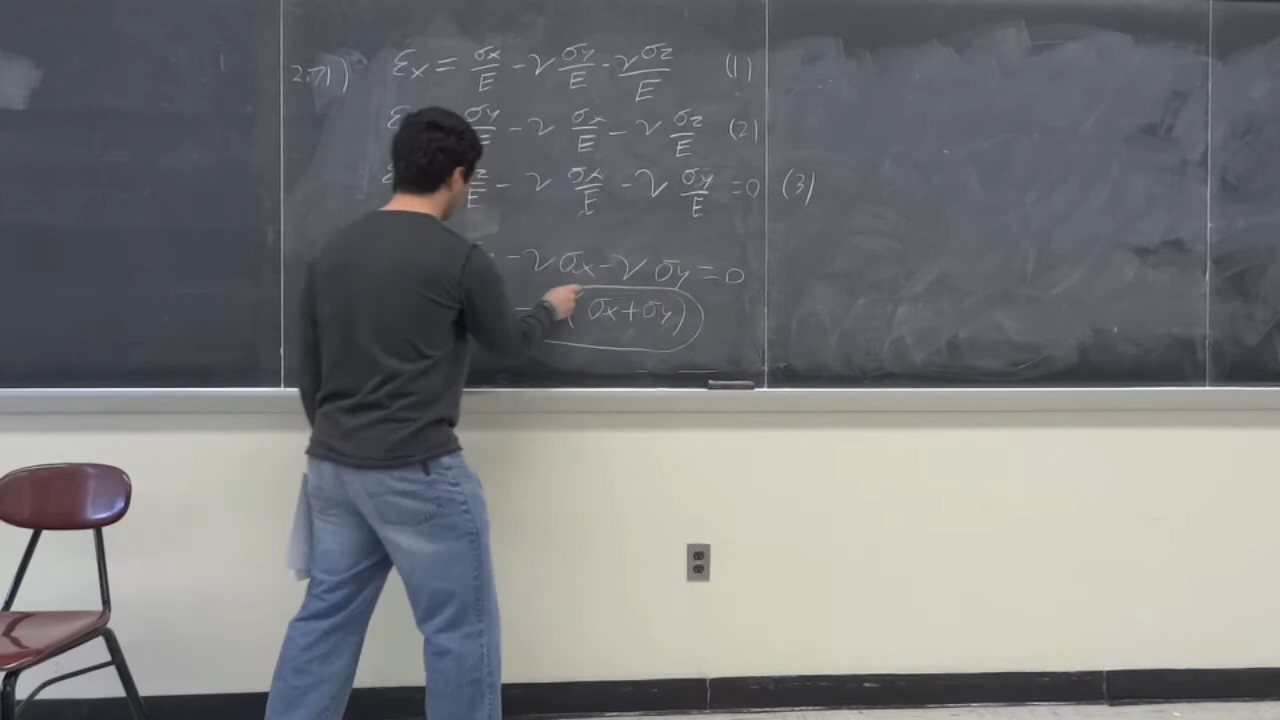 2.71) εx = σx/E - ν σy/E - ν σz/E (1)
ε σy/E - ν σx/E - ν σz/E (2)
ε z/E - ν σx/E - ν σy/E = 0 (3)
- ν σx - ν σy = 0
(σx + σy)